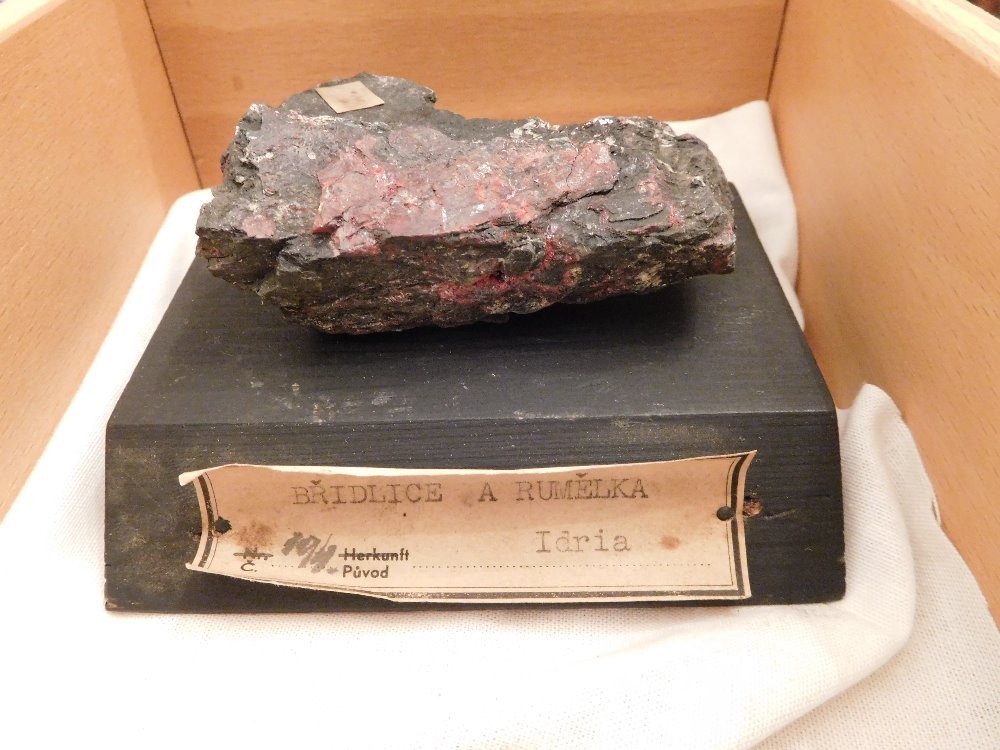 BŘIDLICE A RUMĚLKA
Idria
Nr. Herkunft
Č. Původ